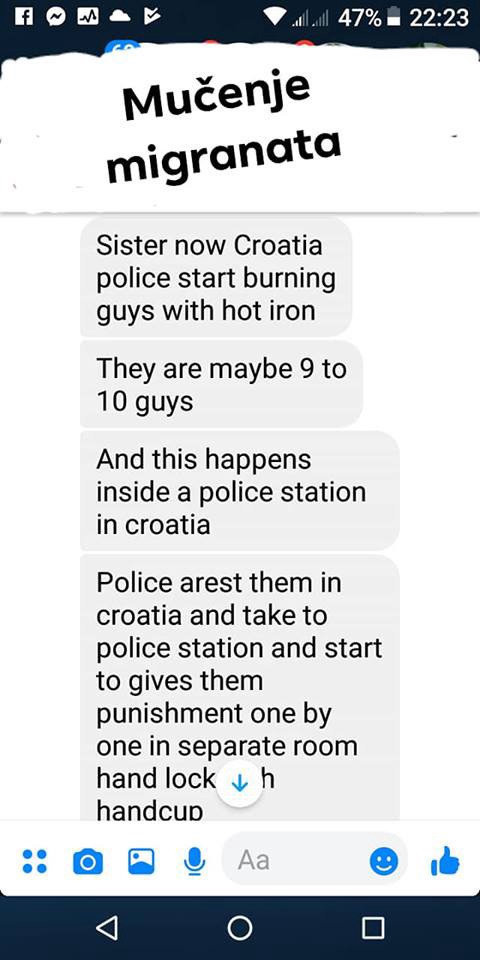 47% 22:23
Mučenje
migranata
Sister now Croatia
police start burning
guys with hot iron
They are maybe 9 to
10 guys
And this happens
inside a police station
in croatia
Police arest them in
croatia and take to
police station and start
to gives them
punishment one by
one in separate room
hand lock h
handcup
Aa